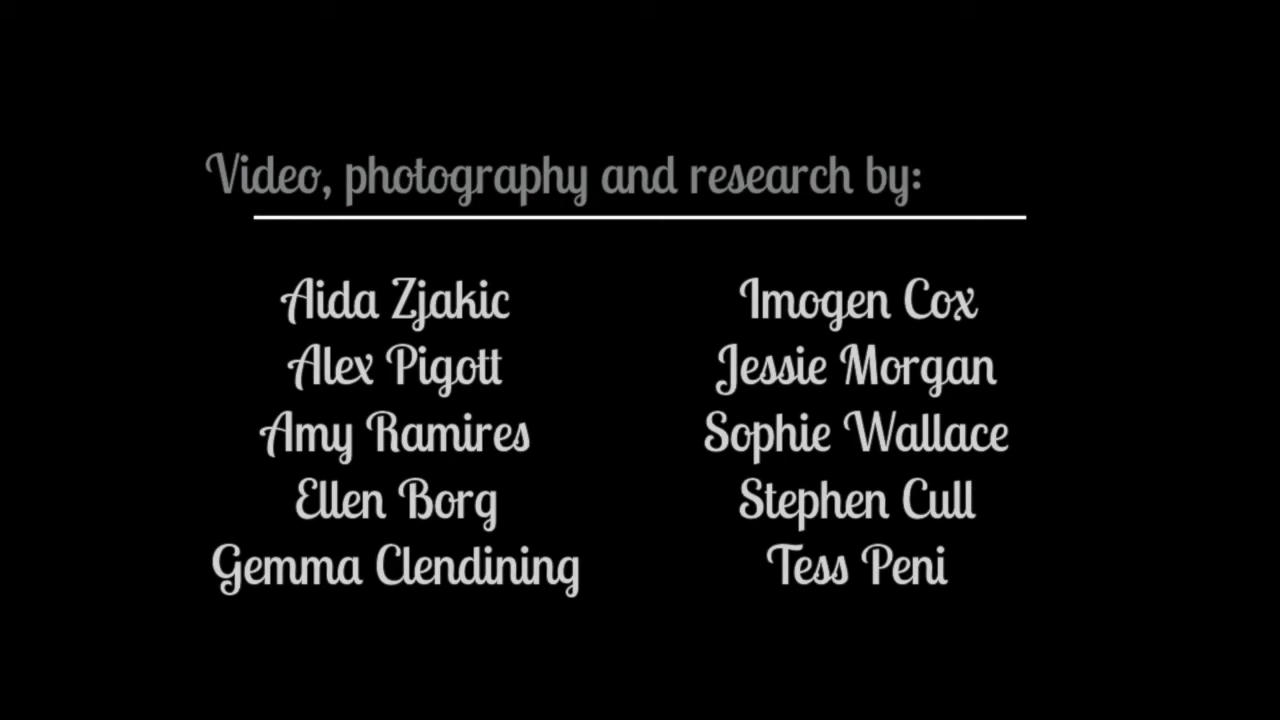 Video, photography and research by:
Aida Zjakic
Alex Pigott
Amy Ramires
Ellen Borg
Gemma Clendining
Imogen Cox
Jessie Morgan
Sophie Wallace
Stephen Cull
Tess Peni